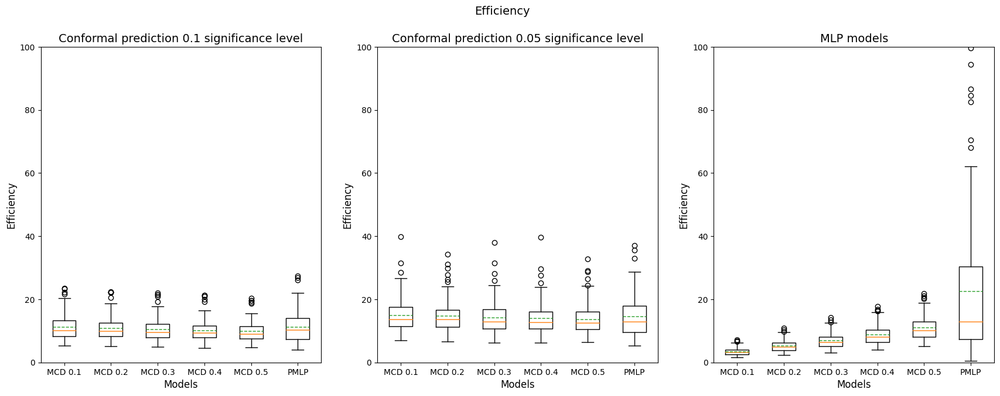 Efficiency
Conformal prediction 0.1 significance level
Efficiency
100
80
60
40
20
0
MCD 0.1 MCD 0.2 MCD 0.3 MCD 0.4 MCD 0.5 PMLP
Models
Conformal prediction 0.05 significance level
Efficiency
100
80
60
40
20
0
MCD 0.1 MCD 0.2 MCD 0.3 MCD 0.4 MCD 0.5 PMLP
Models
MLP models
Efficiency
100
80
60
40
20
0
MCD 0.1 MCD 0.2 MCD 0.3 MCD 0.4 MCD 0.5 PMLP
Models